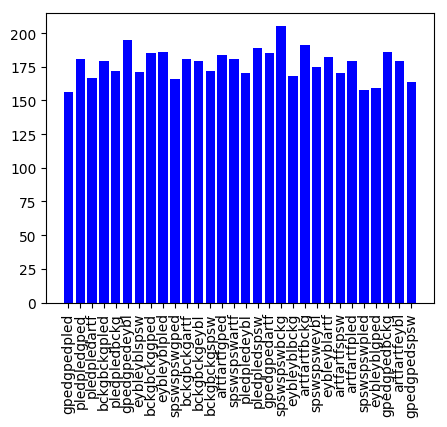 200
175
150
125
100
75
50
25
0
gpedgpedpled
pledpledgped
pledpledartf
bckgbckgpled
pledpledbckg
gpedgpedeybl
eybleyblspsw
bckgbckggped
eybleyblpled
spswspswgped
bckgbckgartf
bckgbckgeybl
bckgbckgspsw
artfartfgped
spswspswartf
pledpledeybl
pledpledspsw
gpedgpedartf
spswspswbckg
eybleyblbckg
artfartfbckg
spswspsweybl
eybleyblartf
artfartfspsw
artfartfpled
spswspswpled
eybleyblgped
gpedgpedbckg
artfartfeybl
gpedgpedspsw